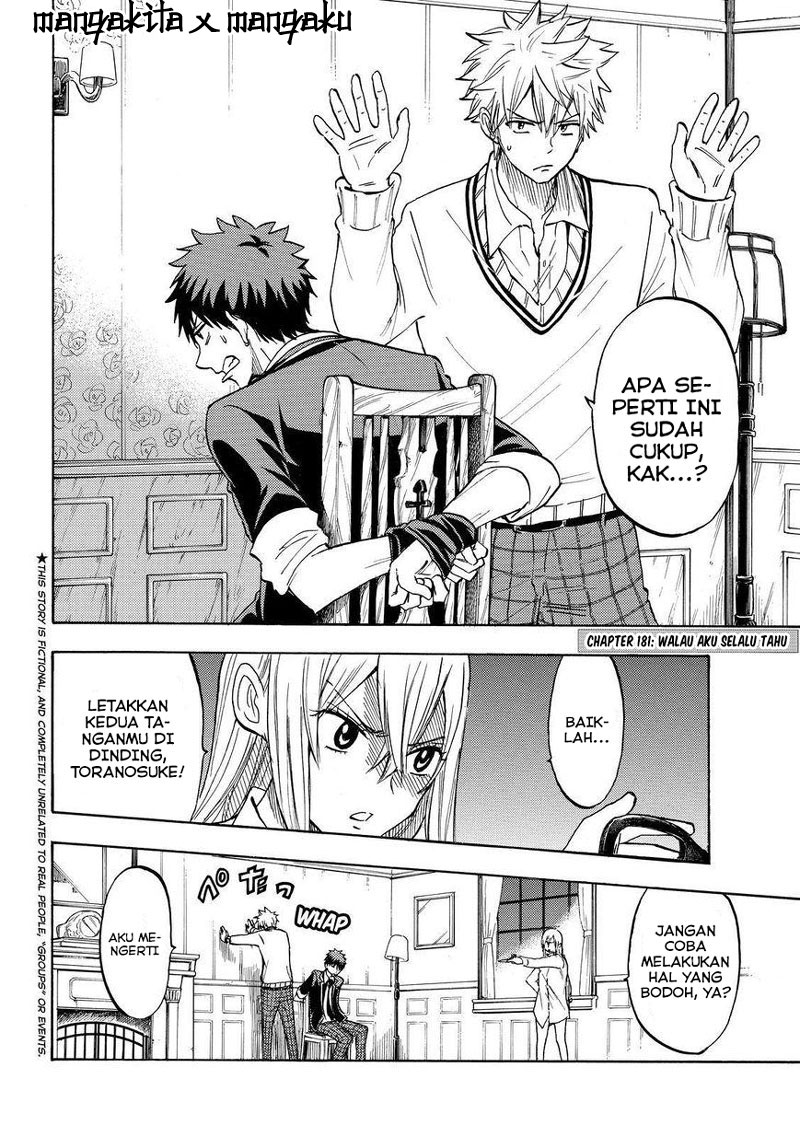 mangakita x mangaku
APA SE-
PERTI INI
SUDAH
CUKUP,
KAK...?
CHAPTER 181: WALAU AKU SELALU TAHU
★THIS STORY IS FICTIONAL, AND COMPLETELY UNRELATED TO REAL PEOPLE, "GROUPS" OR EVENTS.
BAIK-
LAH...
LETAKKAN
KEDUA TA-
NGANMU DI
DINDING,
TORANOSUKE!
JANGAN
COBA
MELAKUKAN
HAL YANG
BODOH, YA?
ペタっ
WHAP
AKU ME-
NGERTI